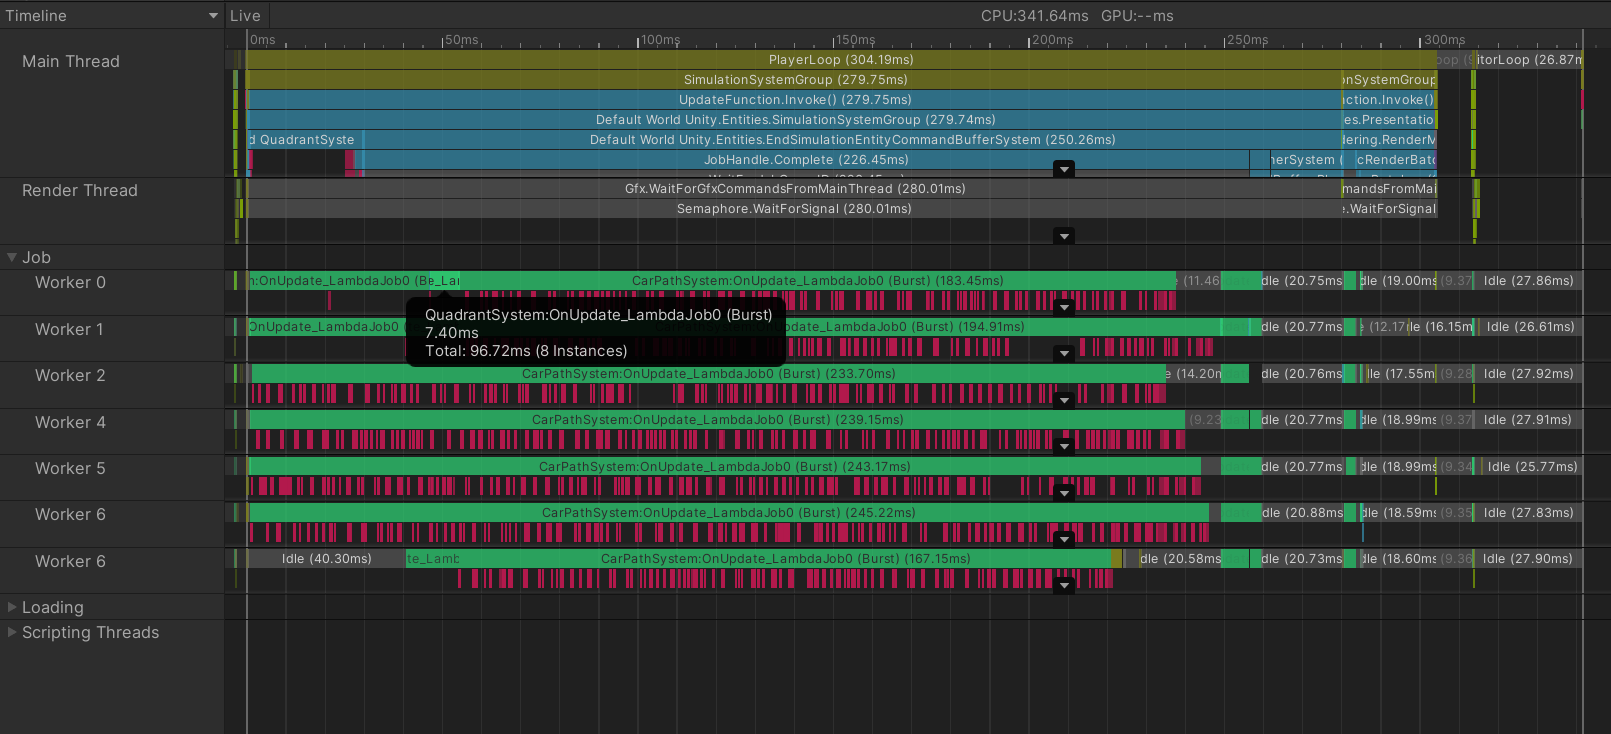 Timeline Live CPU:341.64ms GPU:--ms
0ms 50ms 100ms 150ms 200ms 250ms 300ms
Main Thread PlayerLoop (304.19ms) itorLoop (26.87m
SimulationSystemGroup (279.75ms) onSystemGroup
UpdateFunction.Invoke() (279.75ms) ction.Invoke()
Default World Unity.Entities.SimulationSystemGroup (279.74ms) es.Presentatio
d QuadrantSyste Default World Unity.Entities.EndSimulationEntityCommandBufferSystem (250.26ms) dering.RenderM
JobHandle.Complete (226.45ms) nerSystem ( cRenderBatc
Render Thread Gfx.WaitForGfxCommandsFromMainThread (280.01ms) mandsFromMai
Semaphore.WaitForSignal (280.01ms) e.WaitForSignal
Job
Worker 0 n:OnUpdate_LambdaJob0 (Be_Lai CarPathSystem:OnUpdate_LambdaJob0 (Burst) (183.45ms) e (11.46 Idle (20.75ms dle (19.00ms (9.37 Idle (27.86ms)
QuadrantSystem:OnUpdate_LambdaJob0 (Burst)
7.40ms
Total: 96.72ms (8 Instances)
Worker 1 OnUpdate_LambdaJob0 CarPathSystem:OnUpdate_LambdaJob0 (Burst) (194.91ms) dle (20.77ms (12.17 le (16.15m Idle (26.61ms)
Worker 2 CarPathSystem:OnUpdate_LambdaJob0 (Burst) (233.70ms) e (14.20n dle (20.76ms lle (17.55m (9.28 Idle (27.92ms)
Worker 4 CarPathSystem:OnUpdate_LambdaJob0 (Burst) (239.15ms) (9.23 dle (20.77ms dle (18.99ms (9.37 Idle (27.91ms)
Worker 5 CarPathSystem:OnUpdate_LambdaJob0 (Burst) (243.17ms) dle (20.77ms dle (18.99ms (9.34 Idle (25.77ms)
Worker 6 CarPathSystem:OnUpdate_LambdaJob0 (Burst) (245.22ms) dle (20.88ms dle (18.59ms (9.35 Idle (27.83ms)
Worker 6 Idle (40.30ms) te_Lamb CarPathSystem:OnUpdate_LambdaJob0 (Burst) (167.15ms) dle (20.58ms dle (20.73ms dle (18.60ms (9.36 Idle (27.90ms)
Loading
Scripting Threads